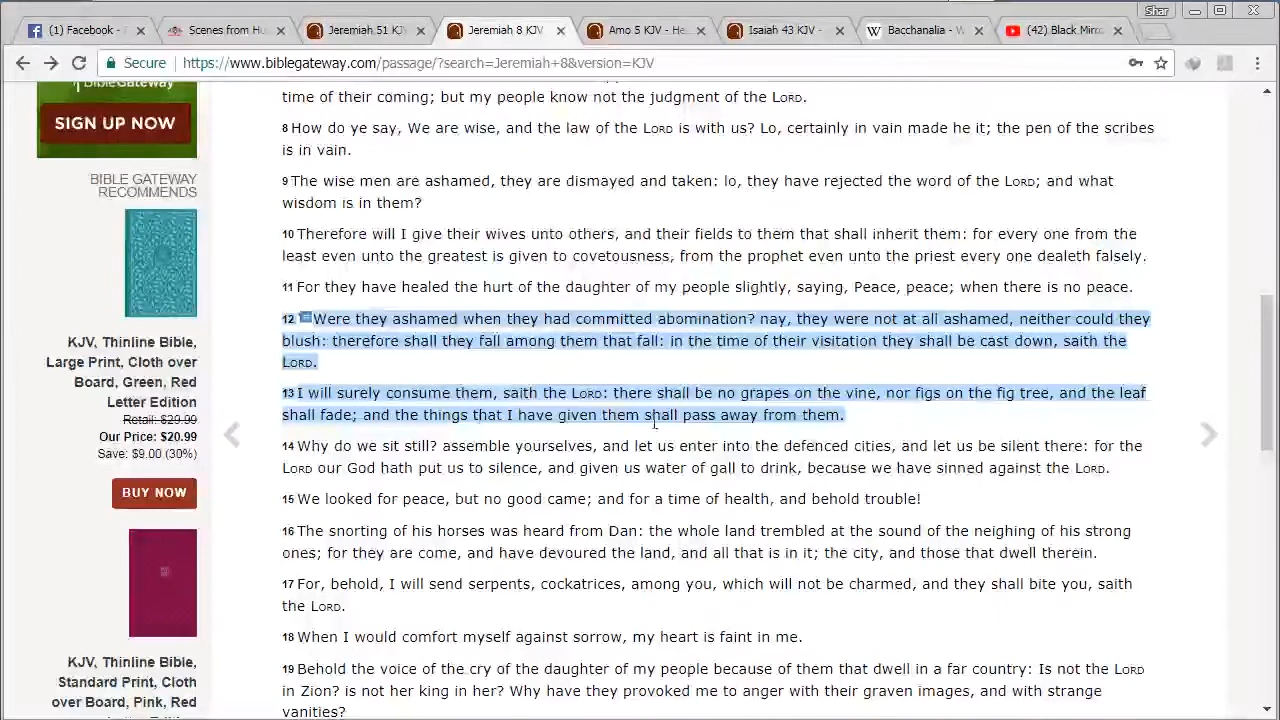 Shar
(1) Facebook -
Scenes from Hu
Jeremiah 51 KJV
Jeremiah 8 KJV
Amo 5 KJV - He
Isaiah 43 KJV -
W Bacchanalia - W
(42) Black Mirro
Secure https://www.biblegateway.com/passage/?search=Jeremiah+8&version=KJV
BibleGateway
SIGN UP NOW
BIBLE GATEWAY
RECOMMENDS
KJV, Thinline Bible,
Large Print, Cloth over
Board, Green, Red
Letter Edition
Retail: $29.99
Our Price: $20.99
Save: $9.00 (30%)
BUY NOW
KJV, Thinline Bible,
Standard Print, Cloth
over Board, Pink, Red
time of their coming; but my people know not the judgment of the LORD.
8 How do ye say, We are wise, and the law of the LORD is with us? Lo, certainly in vain made he it; the pen of the scribes
is in vain.
9 The wise men are ashamed, they are dismayed and taken: lo, they have rejected the word of the LORD; and what
wisdom is in them?
10 Therefore will I give their wives unto others, and their fields to them that shall inherit them: for every one from the
least even unto the greatest is given to covetousness, from the prophet even unto the priest every one dealeth falsely.
11 For they have healed the hurt of the daughter of my people slightly, saying, Peace, peace; when there is no peace.
12 Were they ashamed when they had committed abomination? nay, they were not at all ashamed, neither could they
blush: therefore shall they fall among them that fall: in the time of their visitation they shall be cast down, saith the
LORD.
13 I will surely consume them, saith the LORD: there shall be no grapes on the vine, nor figs on the fig tree, and the leaf
shall fade; and the things that I have given them shall pass away from them.
14 Why do we sit still? assemble yourselves, and let us enter into the defenced cities, and let us be silent there: for the
LORD our God hath put us to silence, and given us water of gall to drink, because we have sinned against the LORD.
15 We looked for peace, but no good came; and for a time of health, and behold trouble!
16 The snorting of his horses was heard from Dan: the whole land trembled at the sound of the neighing of his strong
ones; for they are come, and have devoured the land, and all that is in it; the city, and those that dwell therein.
17 For, behold, I will send serpents, cockatrices, among you, which will not be charmed, and they shall bite you, saith
the LORD.
18 When I would comfort myself against sorrow, my heart is faint in me.
19 Behold the voice of the cry of the daughter of my people because of them that dwell in a far country: Is not the LORD
in Zion? is not her king in her? Why have they provoked me to anger with their graven images, and with strange
vanities?